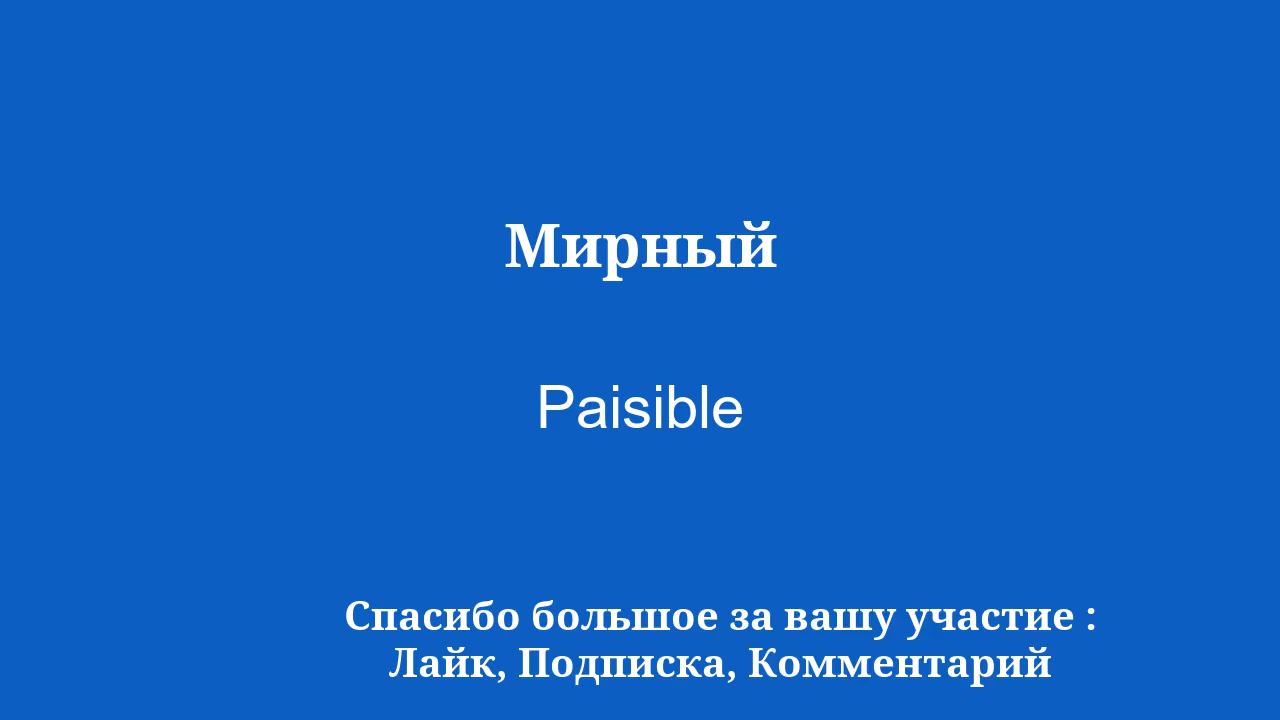 Мирный
Paisible
Спасибо большое за вашу участие :
Лайк, Подписка, Комментарий